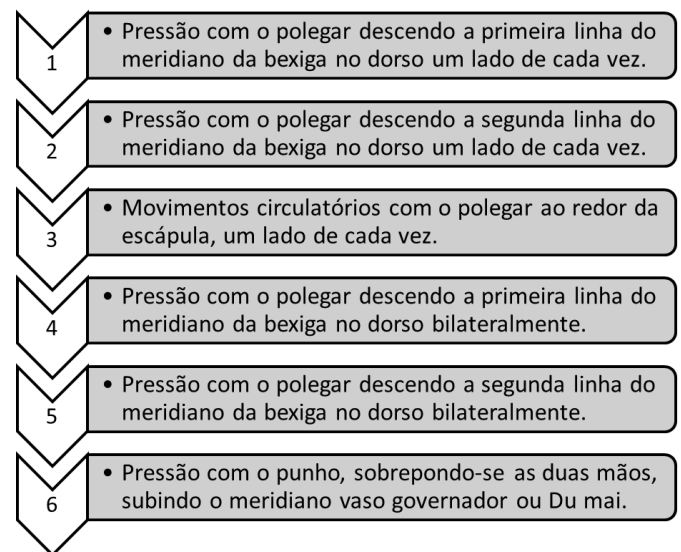 1
• Pressão com o polegar descendo a primeira linha do
meridiano da bexiga no dorso um lado de cada vez.
2
• Pressão com o polegar descendo a segunda linha do
meridiano da bexiga no dorso um lado de cada vez.
3
• Movimentos circulatórios com o polegar ao redor da
escápula, um lado de cada vez.
4
• Pressão com o polegar descendo a primeira linha do
meridiano da bexiga no dorso bilateralmente.
5
• Pressão com o polegar descendo a segunda linha do
meridiano da bexiga no dorso bilateralmente.
6
• Pressão com o punho, sobrepondo-se as duas mãos,
subindo o meridiano vaso governador ou Du mai.